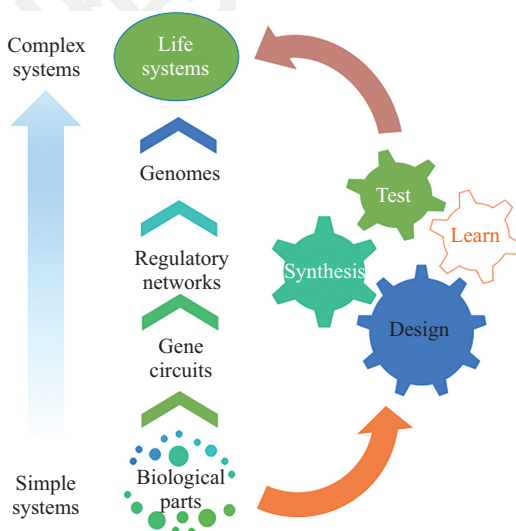 Complex
systems
Life
systems
Genomes
Regulatory
networks
Gene
circuits
Biological
parts
Simple
systems
Test
Learn
Synthesis
Design